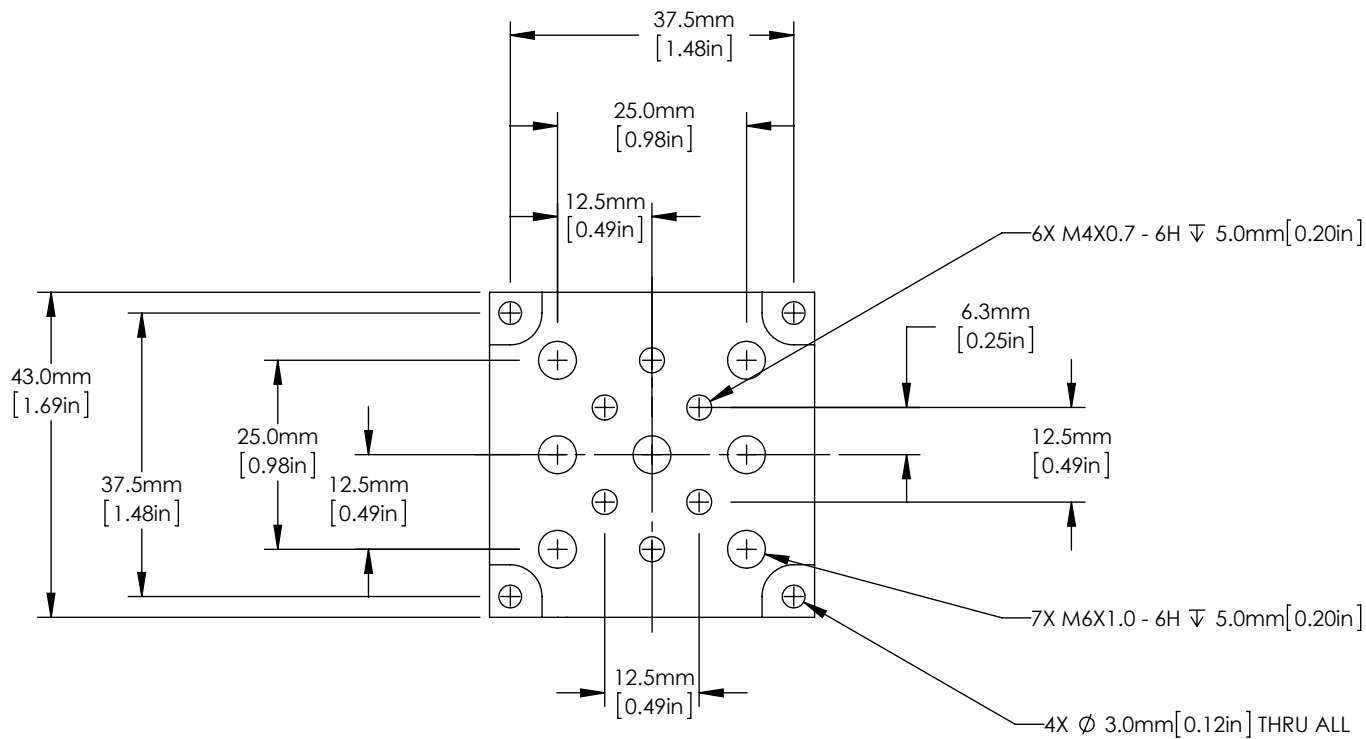 37.5mm
[1.48in]
25.0mm
[0.98in]
12.5mm
[0.49in]
6X M4X0.7 - 6H ↧ 5.0mm[0.20in]
6.3mm
[0.25in]
43.0mm
[1.69in]
25.0mm
[0.98in]
12.5mm
[0.49in]
37.5mm
[1.48in]
12.5mm
[0.49in]
7X M6X1.0 - 6H ↧ 5.0mm[0.20in]
12.5mm
[0.49in]
4X ⌀ 3.0mm[0.12in] THRU ALL